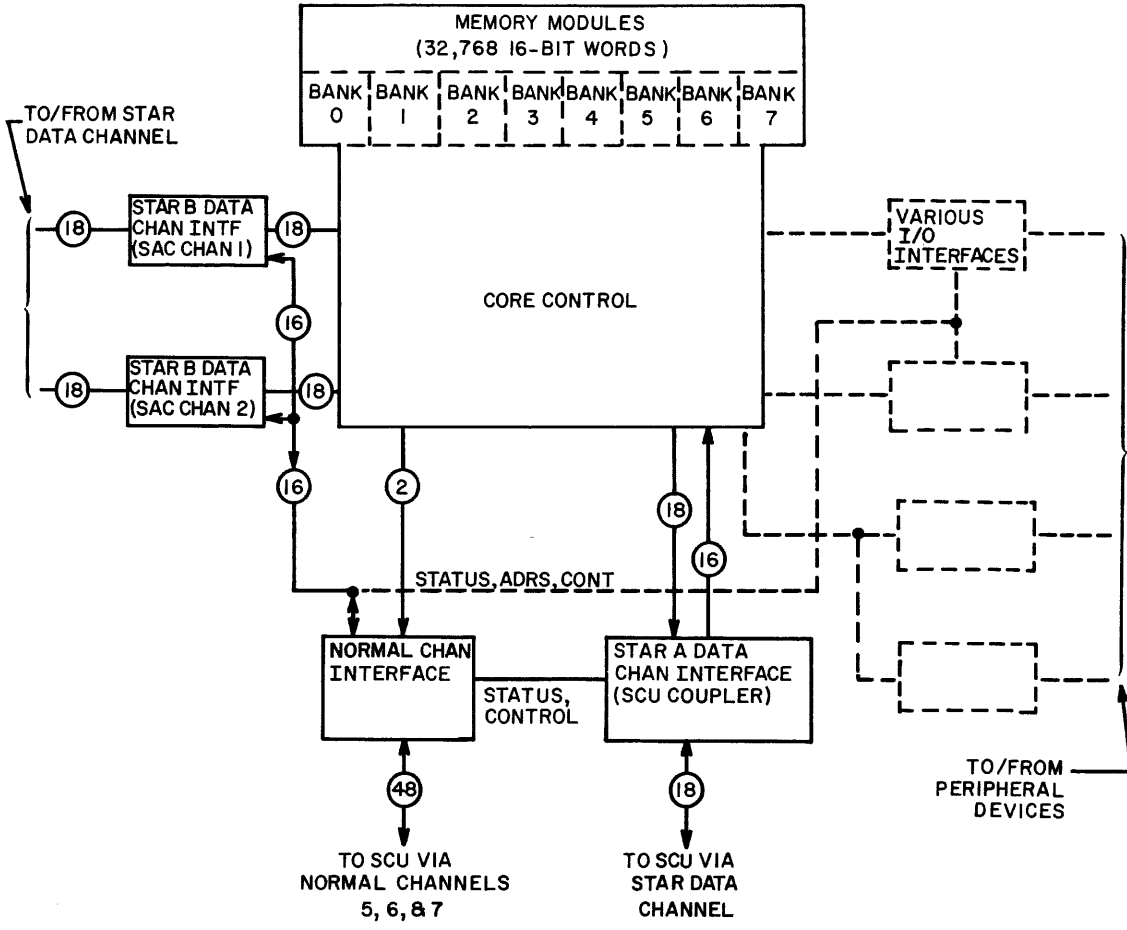 MEMORY MODULES
(32,768 16-BIT WORDS)
BANK 0
BANK 1
BANK 2
BANK 3
BANK 4
BANK 5
BANK 6
BANK 7
TO/FROM STAR
DATA CHANNEL
18
STAR B DATA
CHAN INTF
(SAC CHAN 1)
18
CORE CONTROL
VARIOUS
I/O
INTERFACES
16
18
STAR B DATA
CHAN INTF
(SAC CHAN 2)
18
16
2
18
16
STATUS, ADRS, CONT
NORMAL CHAN
INTERFACE
STATUS,
CONTROL
STAR A DATA
CHAN INTERFACE
(SCU COUPLER)
48
18
TO/FROM
PERIPHERAL
DEVICES
TO SCU VIA
NORMAL CHANNELS
5, 6, & 7
TO SCU VIA
STAR DATA
CHANNEL